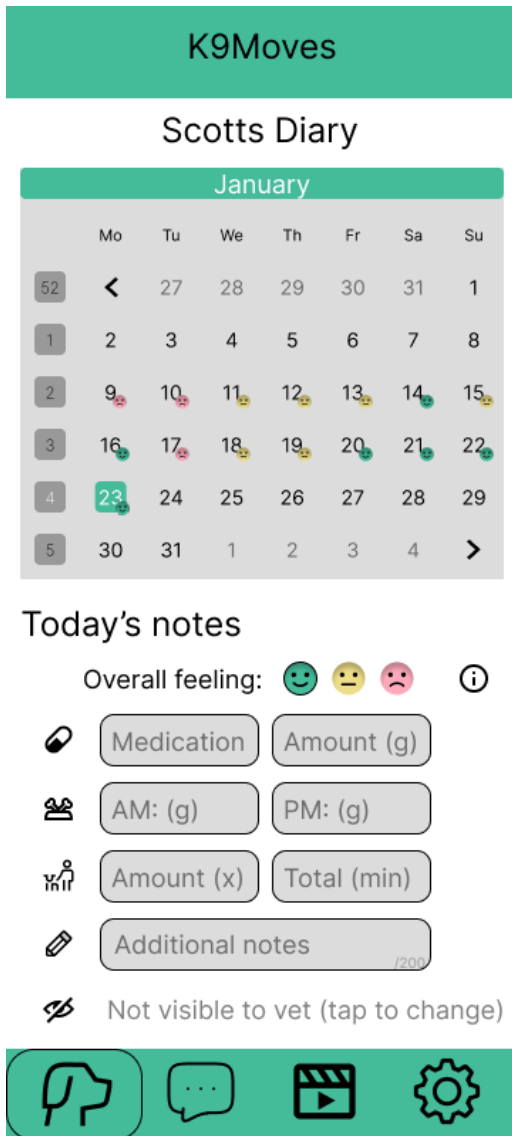 K9Moves
Scotts Diary
January
Mo Tu We Th Fr Sa Su
52 27 28 29 30 31 1
1 2 3 4 5 6 7 8
2 9 10 11 12 13 14 15
3 16 17 18 19 20 21 22
4 23 24 25 26 27 28 29
5 30 31 1 2 3 4
Today's notes
Overall feeling:
Medication Amount (g)
AM: (g) PM: (g)
Amount (x) Total (min)
Additional notes
/200
Not visible to vet (tap to change)